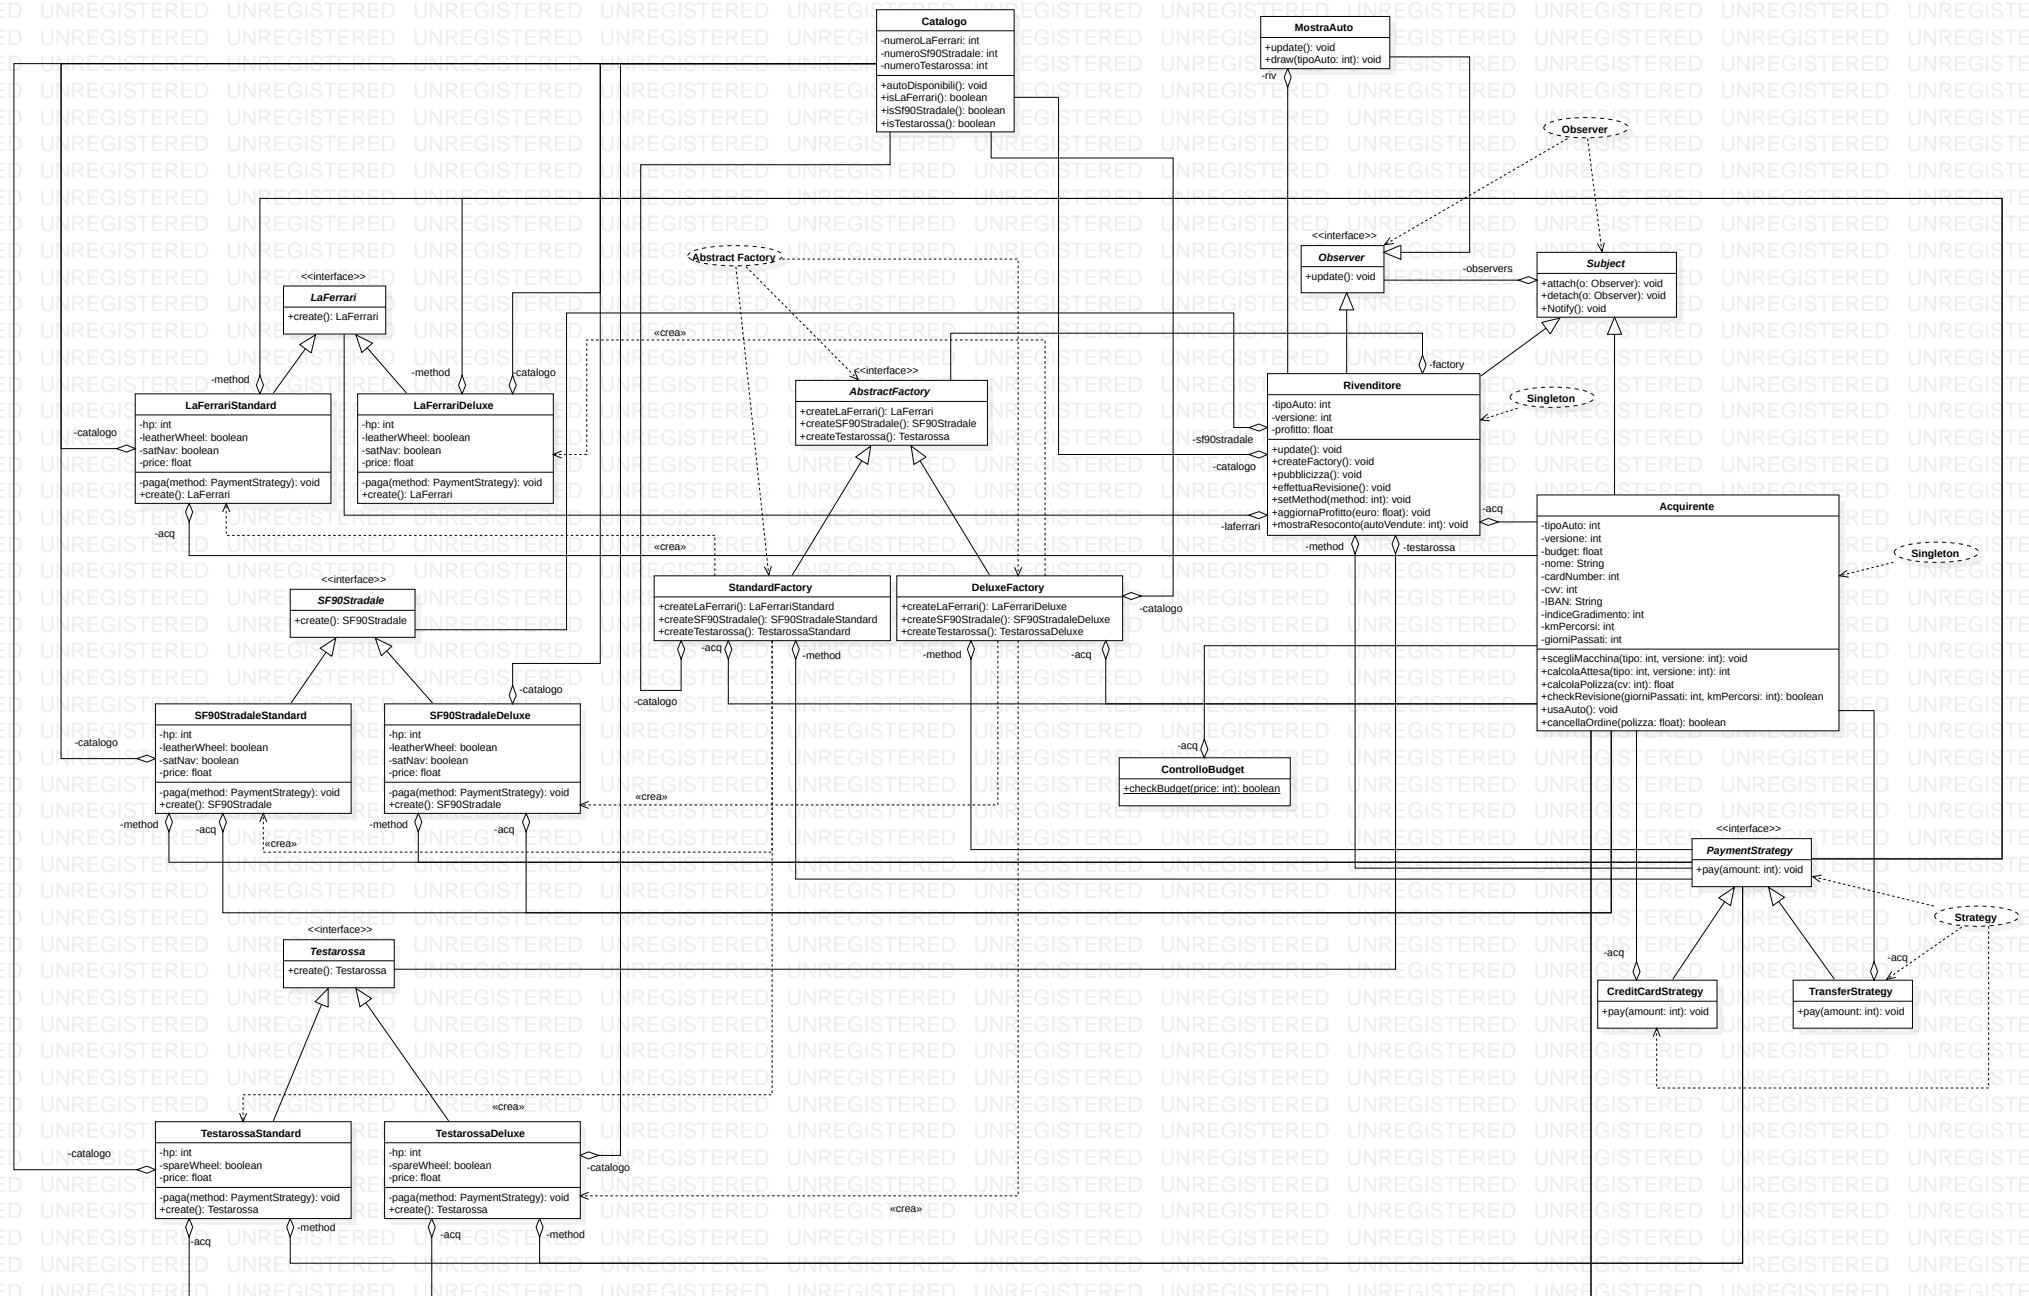 Catalogo
-numeroLaFerrari: int
-numeroSf90Stradale: int
-numeroTestarossa: int
+autoDisponibili(): void
+isLaFerrari(): boolean
+isSf90Stradale(): boolean
+isTestarossa(): boolean
MostraAuto
+update(): void
+draw(tipoAuto: int): void
-riv
Observer
<<interface>>
Observer
+update(): void
-observers
Subject
+attach(o: Observer): void
+detach(o: Observer): void
+Notify(): void
Abstract Factory
<<interface>>
LaFerrari
+create(): LaFerrari
«crea»
-method
-method
-catalogo
-factory
<<interface>>
AbstractFactory
+createLaFerrari(): LaFerrari
+createSF90Stradale(): SF90Stradale
+createTestarossa(): Testarossa
LaFerrariStandard
-hp: int
-leatherWheel: boolean
-satNav: boolean
-price: float
-paga(method: PaymentStrategy): void
+create(): LaFerrari
-catalogo
-acq
LaFerrariDeluxe
-hp: int
-leatherWheel: boolean
-satNav: boolean
-price: float
-paga(method: PaymentStrategy): void
+create(): LaFerrari
Rivenditore
-tipoAuto: int
-versione: int
-profitto: float
+update(): void
+createFactory(): void
+pubblicizza(): void
+effettuaRevisione(): void
+setMethod(method: int): void
+aggiornaProfitto(euro: float): void
+mostraResoconto(autoVendute: int): void
Singleton
-sf90stradale
-catalogo
-laferrari
-acq
-method
-testarossa
Acquirente
-tipoAuto: int
-versione: int
-budget: float
-nome: String
-cardNumber: int
-cvv: int
-IBAN: String
-indiceGradimento: int
-kmPercorsi: int
-giorniPassati: int
+scegliMacchina(tipo: int, versione: int): void
+calcolaAttesa(tipo: int, versione: int): int
+calcolaPolizza(cv: int): float
+checkRevisione(giorniPassati: int, kmPercorsi: int): boolean
+usaAuto(): void
+cancellaOrdine(polizza: float): boolean
Singleton
«crea»
<<interface>>
SF90Stradale
+create(): SF90Stradale
StandardFactory
+createLaFerrari(): LaFerrariStandard
+createSF90Stradale(): SF90StradaleStandard
+createTestarossa(): TestarossaStandard
DeluxeFactory
+createLaFerrari(): LaFerrariDeluxe
+createSF90Stradale(): SF90StradaleDeluxe
+createTestarossa(): TestarossaDeluxe
-catalogo
-acq
-method
-method
-acq
-catalogo
-catalogo
SF90StradaleStandard
-hp: int
-leatherWheel: boolean
-satNav: boolean
-price: float
-paga(method: PaymentStrategy): void
+create(): SF90Stradale
-catalogo
-method
-acq
«crea»
SF90StradaleDeluxe
-hp: int
-leatherWheel: boolean
-satNav: boolean
-price: float
-paga(method: PaymentStrategy): void
+create(): SF90Stradale
«crea»
-method
-acq
-acq
ControlloBudget
+checkBudget(price: int): boolean
<<interface>>
PaymentStrategy
+pay(amount: int): void
Strategy
-acq
-acq
CreditCardStrategy
+pay(amount: int): void
TransferStrategy
+pay(amount: int): void
<<interface>>
Testarossa
+create(): Testarossa
«crea»
TestarossaStandard
-hp: int
-spareWheel: boolean
-price: float
-paga(method: PaymentStrategy): void
+create(): Testarossa
-catalogo
-acq
-method
TestarossaDeluxe
-hp: int
-spareWheel: boolean
-price: float
-paga(method: PaymentStrategy): void
+create(): Testarossa
-catalogo
«crea»
-acq
-method
UNREGISTERED